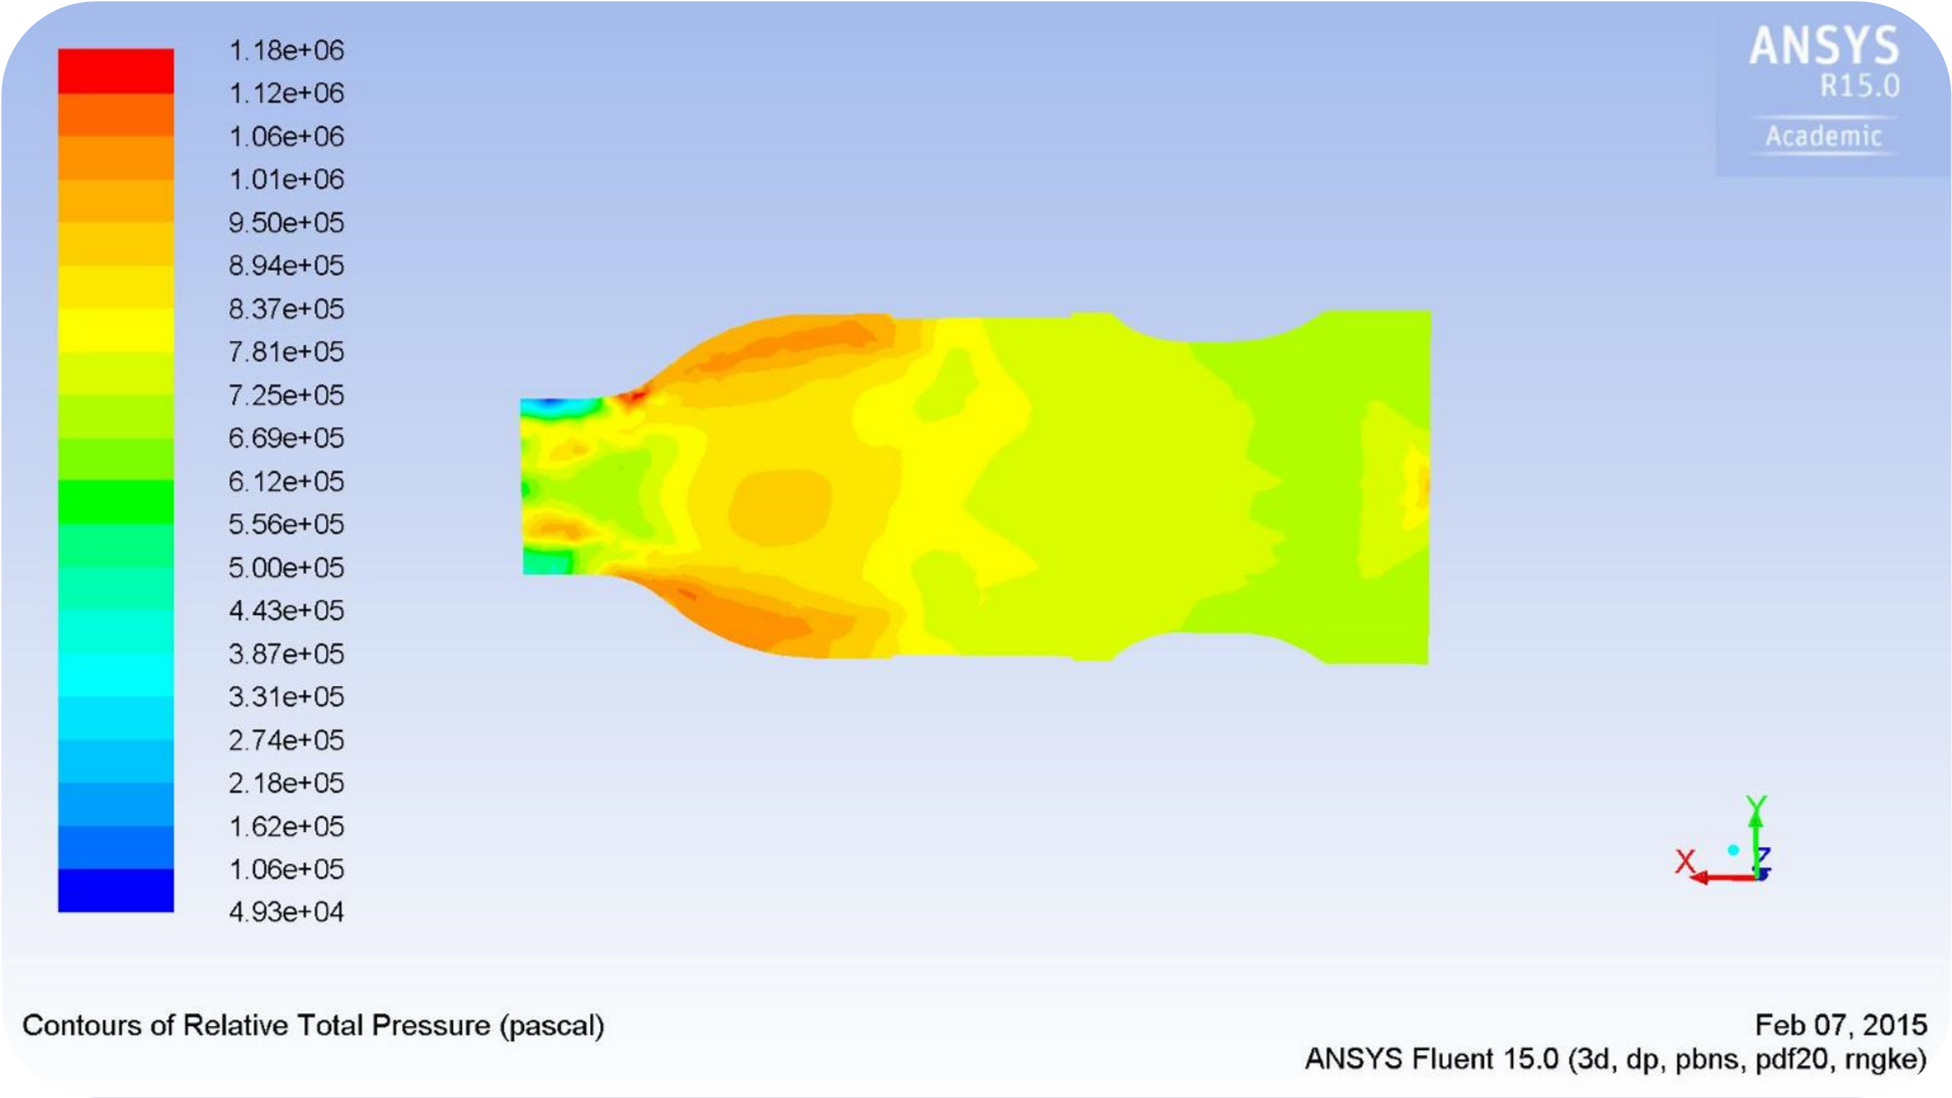 1.18e+06
1.12e+06
1.06e+06
1.01e+06
9.50e+05
8.94e+05
8.37e+05
7.81e+05
7.25e+05
6.69e+05
6.12e+05
5.56e+05
5.00e+05
4.43e+05
3.87e+05
3.31e+05
2.74e+05
2.18e+05
1.62e+05
1.06e+05
4.93e+04
ANSYS
R15.0
Academic
Y
X
Z
Contours of Relative Total Pressure (pascal)
Feb 07, 2015
ANSYS Fluent 15.0 (3d, dp, pbns, pdf20, rngke)